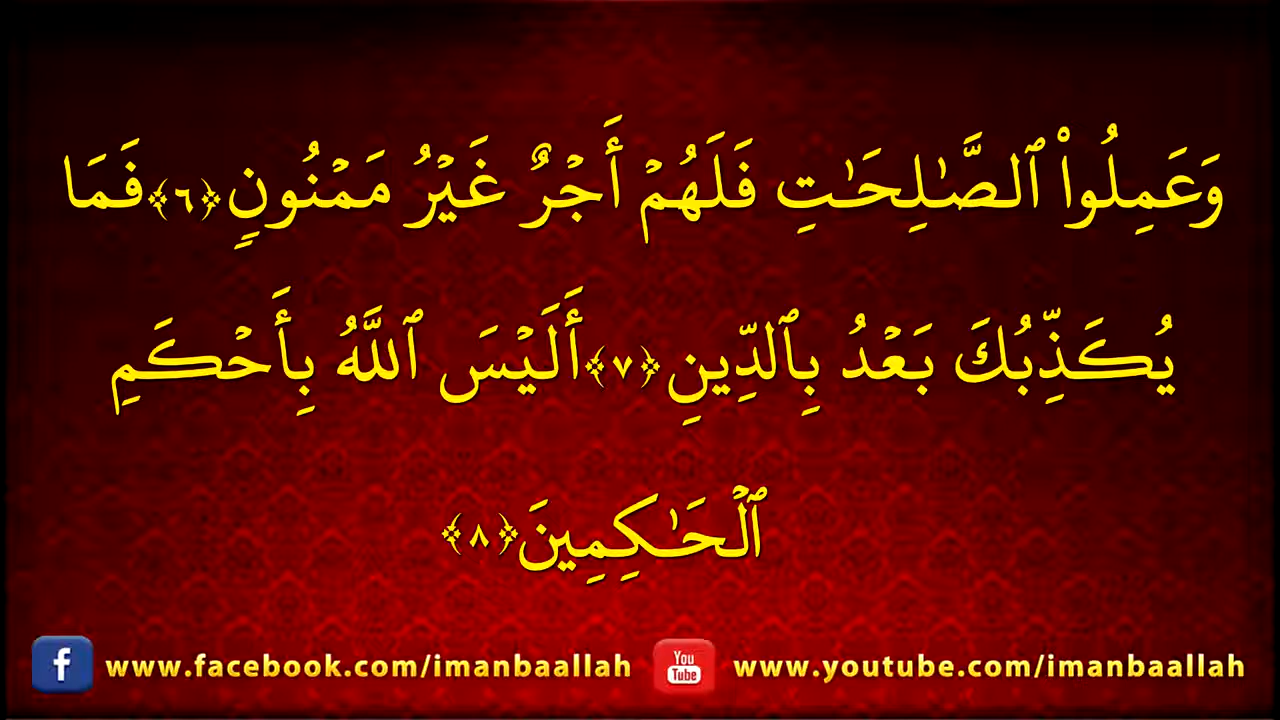 وَعَمِلُوا۟ ٱلصَّـٰلِحَـٰتِ فَلَهُمْ أَجْرٌ غَيْرُ مَمْنُونٍۢ ﴿٦﴾ فَمَا
يُكَذِّبُكَ بَعْدُ بِٱلدِّينِ ﴿٧﴾ أَلَيْسَ ٱللَّهُ بِأَحْكَمِ
ٱلْحَـٰكِمِينَ ﴿٨﴾
f www.facebook.com/imanbaallah You Tube www.youtube.com/imanbaallah